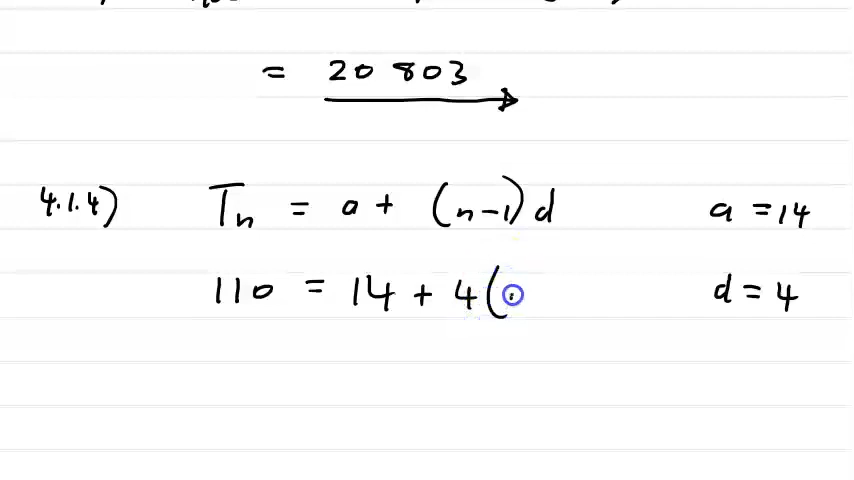 = 20 803
4.1.4) Tn = a + (n-1)d a = 14
110 = 14 + 4( d = 4